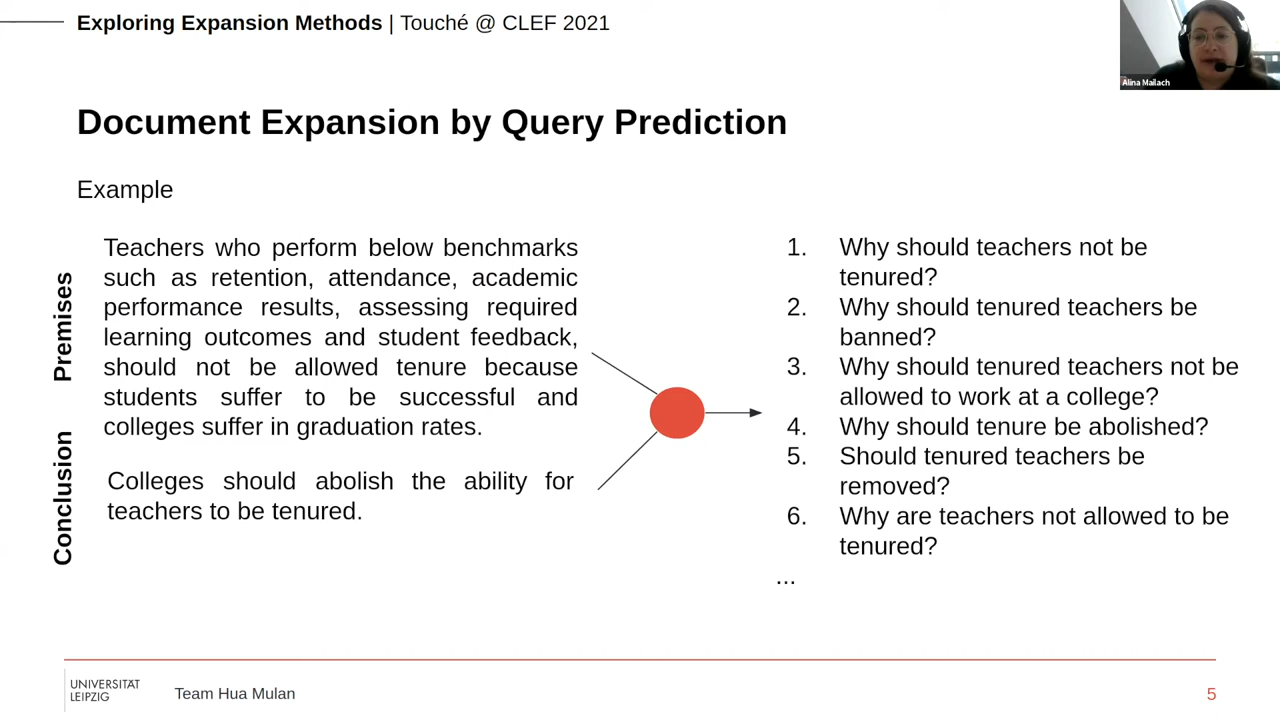 Exploring Expansion Methods | Touché @ CLEF 2021
Alina Mailach
Document Expansion by Query Prediction
Example
Premises
Teachers who perform below benchmarks
such as retention, attendance, academic
performance results, assessing required
learning outcomes and student feedback,
should not be allowed tenure because
students suffer to be successful and
colleges suffer in graduation rates.
Conclusion
Colleges should abolish the ability for
teachers to be tenured.
1. Why should teachers not be
tenured?
2. Why should tenured teachers be
banned?
3. Why should tenured teachers not be
allowed to work at a college?
4. Why should tenure be abolished?
5. Should tenured teachers be
removed?
6. Why are teachers not allowed to be
tenured?
...
UNIVERSITÄT
LEIPZIG
Team Hua Mulan
5